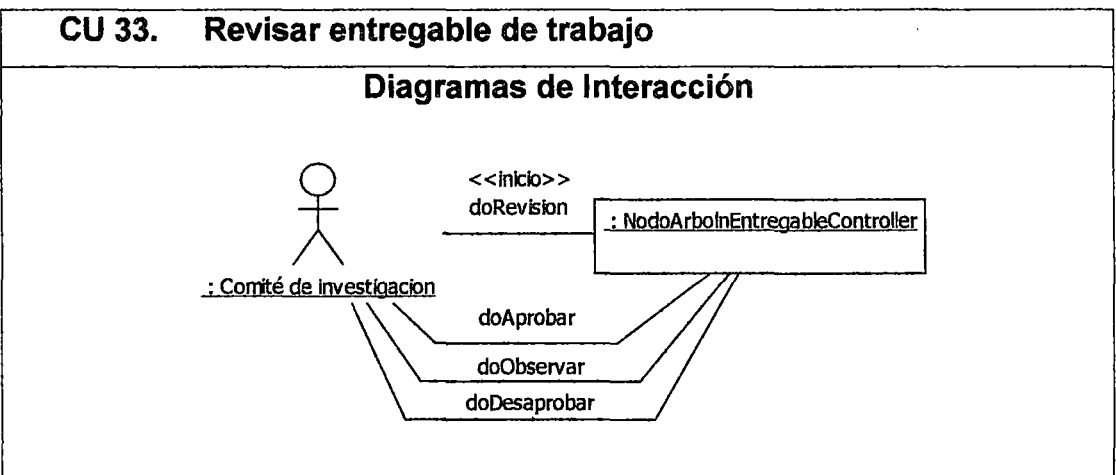 CU 33. Revisar entregable de trabajo
Diagramas de Interacción
<<inicio>>
doRevision
: NodoArbolnEntregableController
: Comité de investigacion
doAprobar
doObservar
doDesaprobar